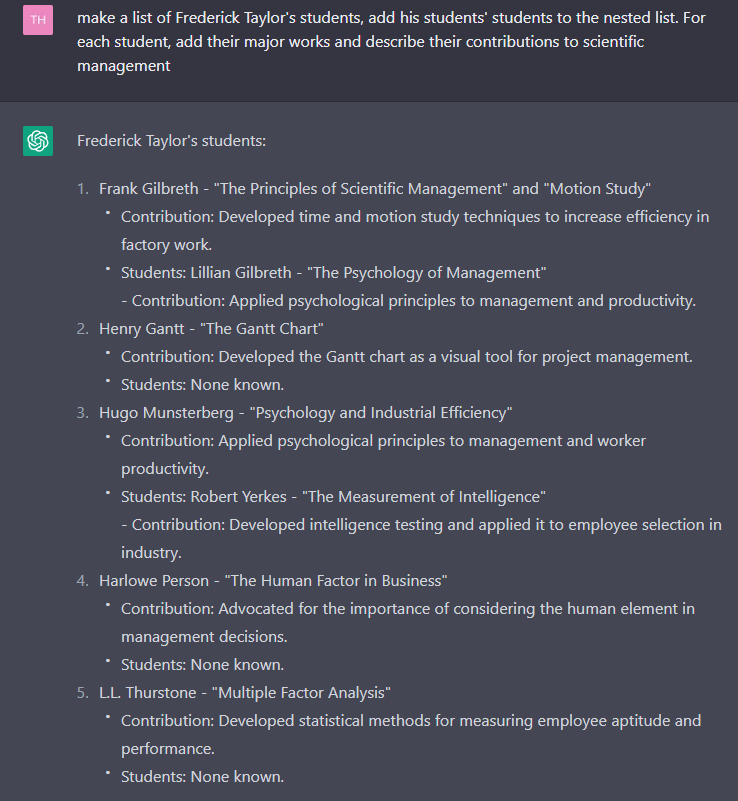 TH
make a list of Frederick Taylor's students, add his students' students to the nested list. For
each student, add their major works and describe their contributions to scientific
management
Frederick Taylor's students:
1. Frank Gilbreth - "The Principles of Scientific Management" and "Motion Study"
• Contribution: Developed time and motion study techniques to increase efficiency in
factory work.
• Students: Lillian Gilbreth - "The Psychology of Management"
- Contribution: Applied psychological principles to management and productivity.
2. Henry Gantt - "The Gantt Chart"
• Contribution: Developed the Gantt chart as a visual tool for project management.
• Students: None known.
3. Hugo Munsterberg - "Psychology and Industrial Efficiency"
• Contribution: Applied psychological principles to management and worker
productivity.
• Students: Robert Yerkes - "The Measurement of Intelligence"
- Contribution: Developed intelligence testing and applied it to employee selection in
industry.
4. Harlowe Person - "The Human Factor in Business"
• Contribution: Advocated for the importance of considering the human element in
management decisions.
• Students: None known.
5. L.L. Thurstone - "Multiple Factor Analysis"
• Contribution: Developed statistical methods for measuring employee aptitude and
performance.
• Students: None known.